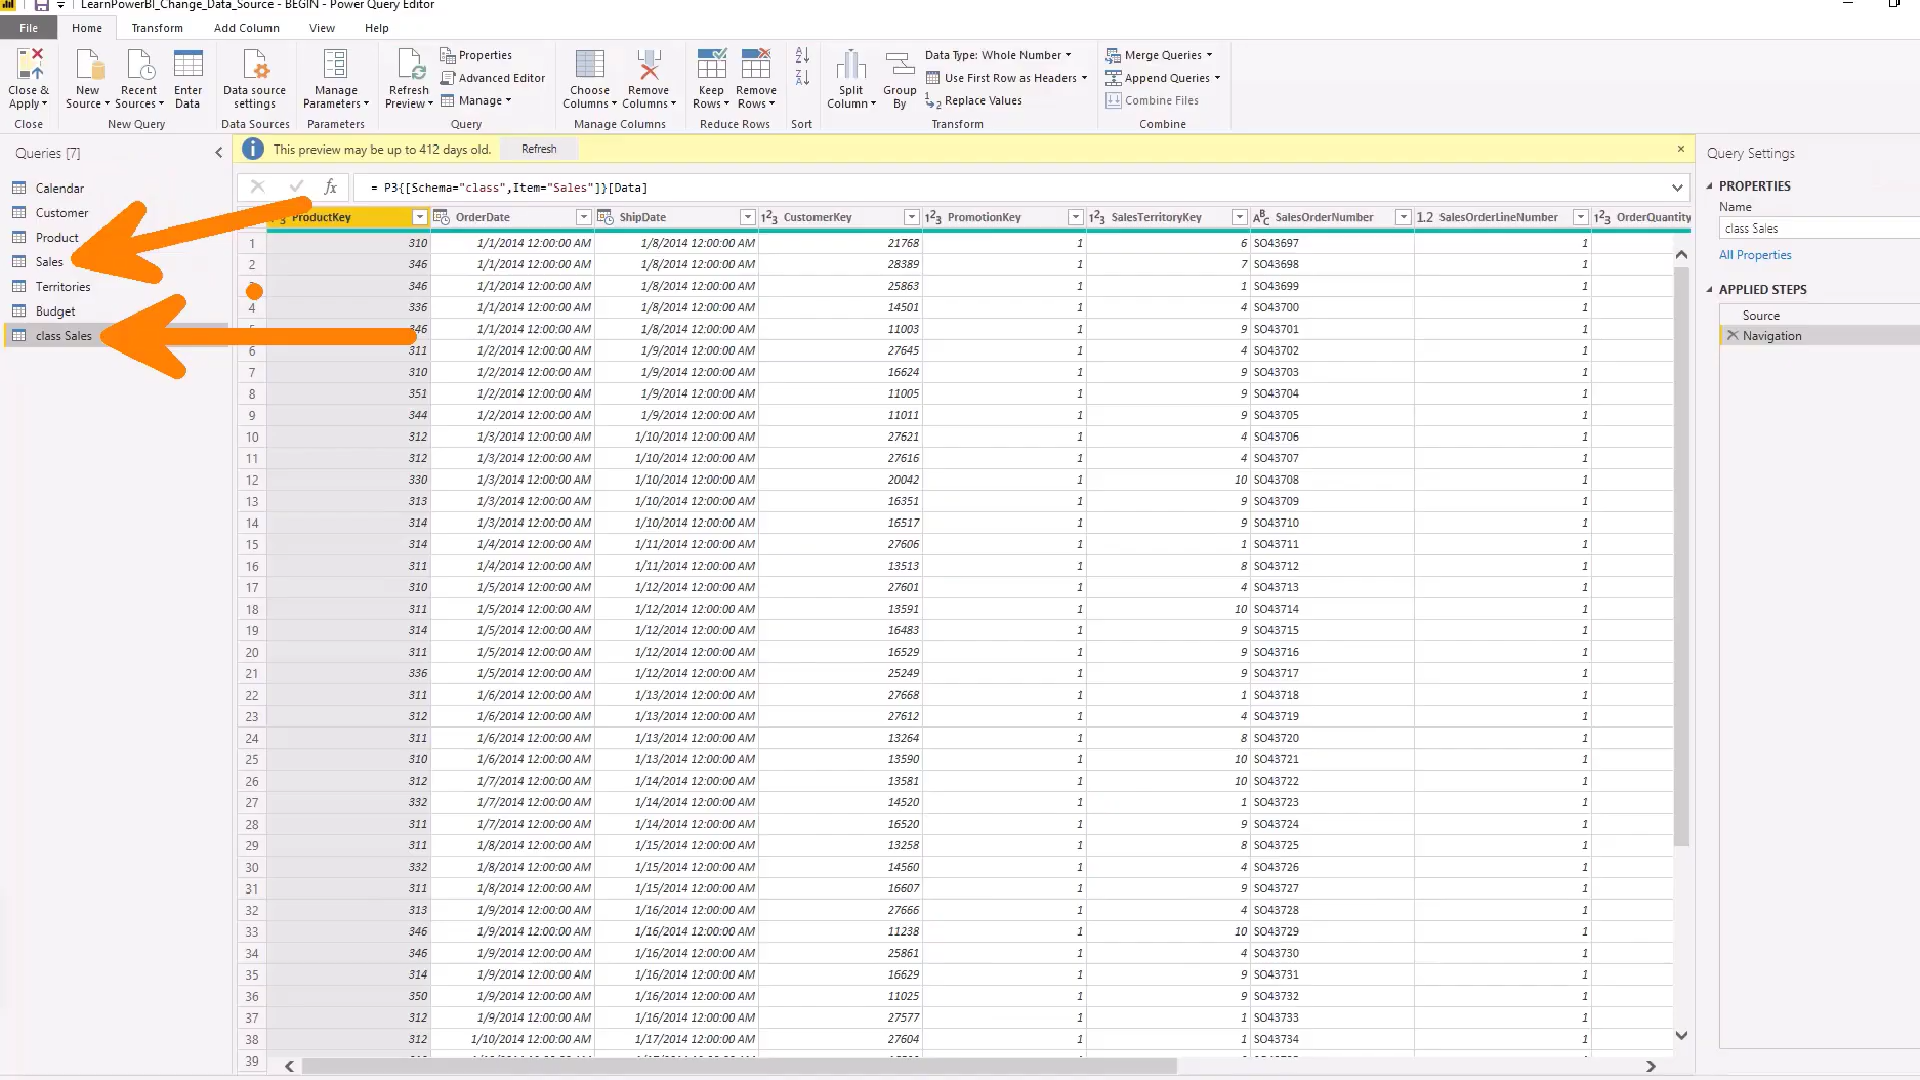 LearnPowerBI_Change_Data_Source - BEGIN - Power Query Editor
File Home Transform Add Column View Help
Close & Apply
New Source
Recent Sources
Enter Data
Data source settings
Manage Parameters
Refresh Preview
Properties
Advanced Editor
Manage
Choose Columns
Remove Columns
Keep Rows
Remove Rows
Split Column
Group By
Data Type: Whole Number
Use First Row as Headers
Replace Values
Merge Queries
Append Queries
Combine Files
Close New Query Data Sources Parameters Query Manage Columns Reduce Rows Sort Transform Combine
Queries [7]
Calendar
Customer
Product
Sales
Territories
Budget
class Sales
This preview may be up to 412 days old. Refresh
fx = P3{[Schema="class",Item="Sales"]}[Data]
ProductKey OrderDate ShipDate CustomerKey PromotionKey SalesTerritoryKey SalesOrderNumber 1.2 SalesOrderLineNumber OrderQuantity
1 310 1/1/2014 12:00:00 AM 1/8/2014 12:00:00 AM 21768 1 6 SO43697 1
2 346 1/1/2014 12:00:00 AM 1/8/2014 12:00:00 AM 28389 1 7 SO43698 1
346 1/1/2014 12:00:00 AM 1/8/2014 12:00:00 AM 25863 1 1 SO43699 1
4 336 1/1/2014 12:00:00 AM 1/8/2014 12:00:00 AM 14501 1 4 SO43700 1
1/1/2014 12:00:00 AM 1/8/2014 12:00:00 AM 11003 1 9 SO43701 1
6 311 1/2/2014 12:00:00 AM 1/9/2014 12:00:00 AM 27645 1 4 SO43702 1
7 310 1/2/2014 12:00:00 AM 1/9/2014 12:00:00 AM 16624 1 9 SO43703 1
8 351 1/2/2014 12:00:00 AM 1/9/2014 12:00:00 AM 11005 1 9 SO43704 1
9 344 1/2/2014 12:00:00 AM 1/9/2014 12:00:00 AM 11011 1 9 SO43705 1
10 312 1/3/2014 12:00:00 AM 1/10/2014 12:00:00 AM 27621 1 4 SO43706 1
11 312 1/3/2014 12:00:00 AM 1/10/2014 12:00:00 AM 27616 1 4 SO43707 1
12 330 1/3/2014 12:00:00 AM 1/10/2014 12:00:00 AM 20042 1 10 SO43708 1
13 313 1/3/2014 12:00:00 AM 1/10/2014 12:00:00 AM 16351 1 9 SO43709 1
14 314 1/3/2014 12:00:00 AM 1/10/2014 12:00:00 AM 16517 1 9 SO43710 1
15 314 1/4/2014 12:00:00 AM 1/11/2014 12:00:00 AM 27606 1 1 SO43711 1
16 311 1/4/2014 12:00:00 AM 1/11/2014 12:00:00 AM 13513 1 8 SO43712 1
17 310 1/5/2014 12:00:00 AM 1/12/2014 12:00:00 AM 27601 1 4 SO43713 1
18 311 1/5/2014 12:00:00 AM 1/12/2014 12:00:00 AM 13591 1 10 SO43714 1
19 314 1/5/2014 12:00:00 AM 1/12/2014 12:00:00 AM 16483 1 9 SO43715 1
20 311 1/5/2014 12:00:00 AM 1/12/2014 12:00:00 AM 16529 1 9 SO43716 1
21 336 1/5/2014 12:00:00 AM 1/12/2014 12:00:00 AM 25249 1 9 SO43717 1
22 311 1/6/2014 12:00:00 AM 1/13/2014 12:00:00 AM 27668 1 1 SO43718 1
23 312 1/6/2014 12:00:00 AM 1/13/2014 12:00:00 AM 27612 1 4 SO43719 1
24 311 1/6/2014 12:00:00 AM 1/13/2014 12:00:00 AM 13264 1 8 SO43720 1
25 310 1/6/2014 12:00:00 AM 1/13/2014 12:00:00 AM 13590 1 10 SO43721 1
26 312 1/7/2014 12:00:00 AM 1/14/2014 12:00:00 AM 13581 1 10 SO43722 1
27 332 1/7/2014 12:00:00 AM 1/14/2014 12:00:00 AM 14520 1 1 SO43723 1
28 311 1/7/2014 12:00:00 AM 1/14/2014 12:00:00 AM 16520 1 9 SO43724 1
29 311 1/8/2014 12:00:00 AM 1/15/2014 12:00:00 AM 13258 1 8 SO43725 1
30 332 1/8/2014 12:00:00 AM 1/15/2014 12:00:00 AM 14560 1 4 SO43726 1
31 311 1/8/2014 12:00:00 AM 1/15/2014 12:00:00 AM 16607 1 9 SO43727 1
32 313 1/9/2014 12:00:00 AM 1/16/2014 12:00:00 AM 27666 1 4 SO43728 1
33 346 1/9/2014 12:00:00 AM 1/16/2014 12:00:00 AM 11238 1 10 SO43729 1
34 346 1/9/2014 12:00:00 AM 1/16/2014 12:00:00 AM 25861 1 4 SO43730 1
35 314 1/9/2014 12:00:00 AM 1/16/2014 12:00:00 AM 16629 1 9 SO43731 1
36 350 1/9/2014 12:00:00 AM 1/16/2014 12:00:00 AM 11025 1 9 SO43732 1
37 312 1/9/2014 12:00:00 AM 1/16/2014 12:00:00 AM 27577 1 1 SO43733 1
38 312 1/10/2014 12:00:00 AM 1/17/2014 12:00:00 AM 27604 1 1 SO43734 1
39
Query Settings
PROPERTIES
Name
class Sales
All Properties
APPLIED STEPS
Source
Navigation